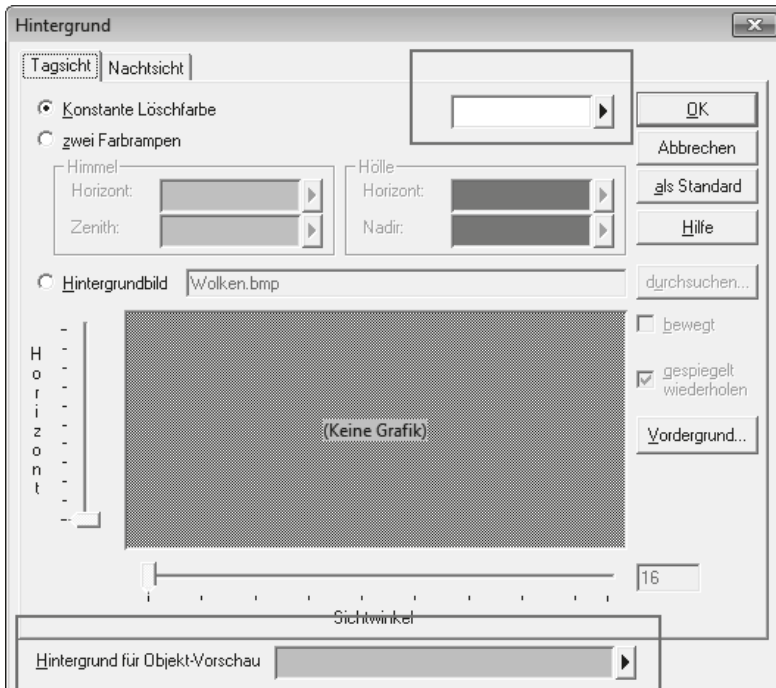 Hintergrund
Tagsicht Nachtsicht
Konstante Löschfarbe
OK
zwei Farbrampen
Abbrechen
Himmel
Hölle
Horizont:
Horizont:
als Standard
Zenith:
Nadir:
Hilfe
Hintergrundbild Wolken.bmp
durchsuchen...
bewegt
Horizont
gespiegelt
wiederholen
(Keine Grafik)
Vordergrund...
16
Sichtwinkel
Hintergrund für Objekt-Vorschau